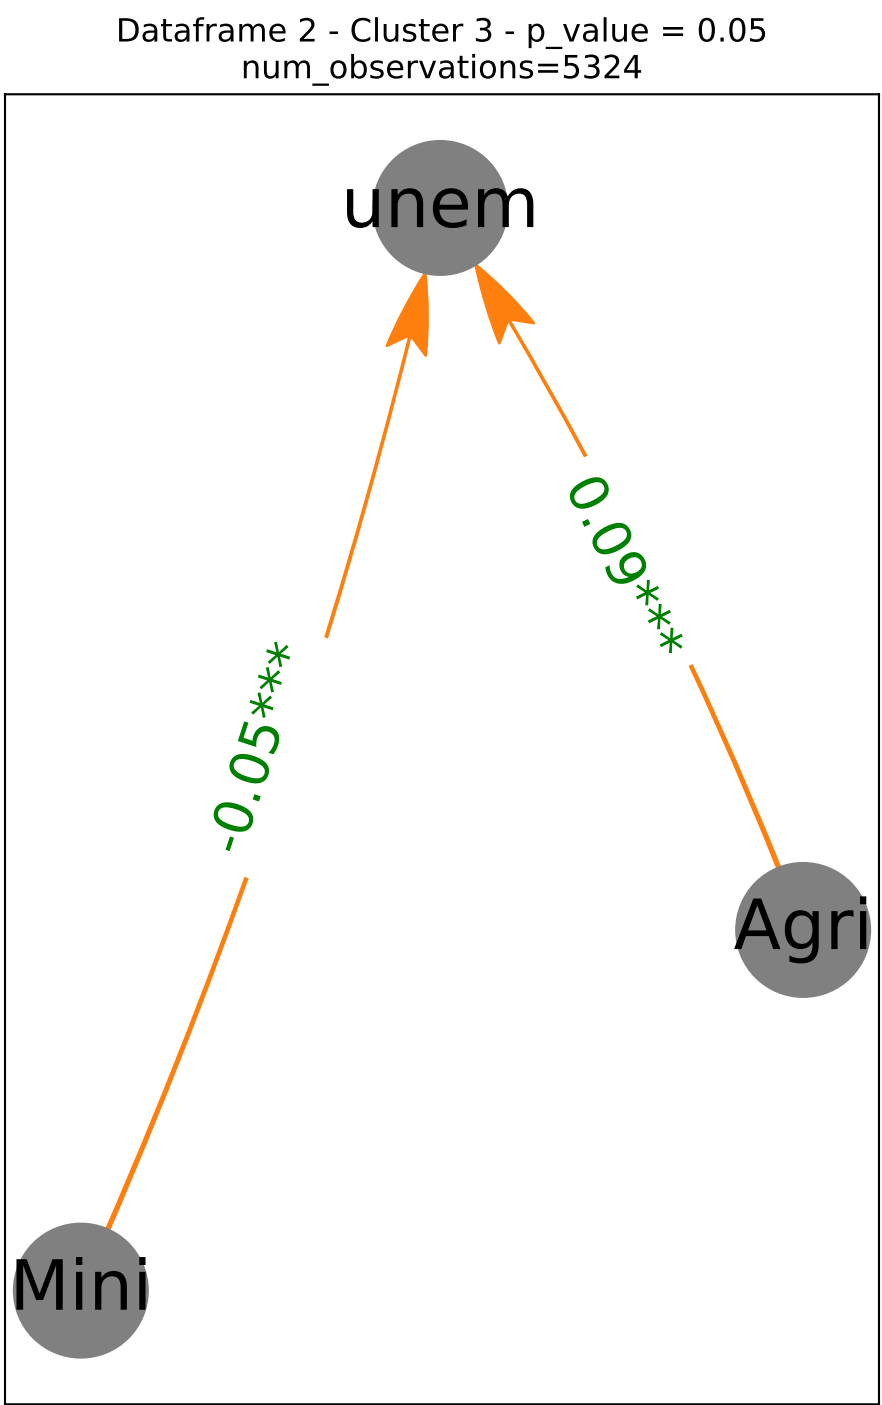 Dataframe 2 - Cluster 3 - p_value = 0.05
num_observations=5324
unem
0.09***
-0.05***
Agri
Mini